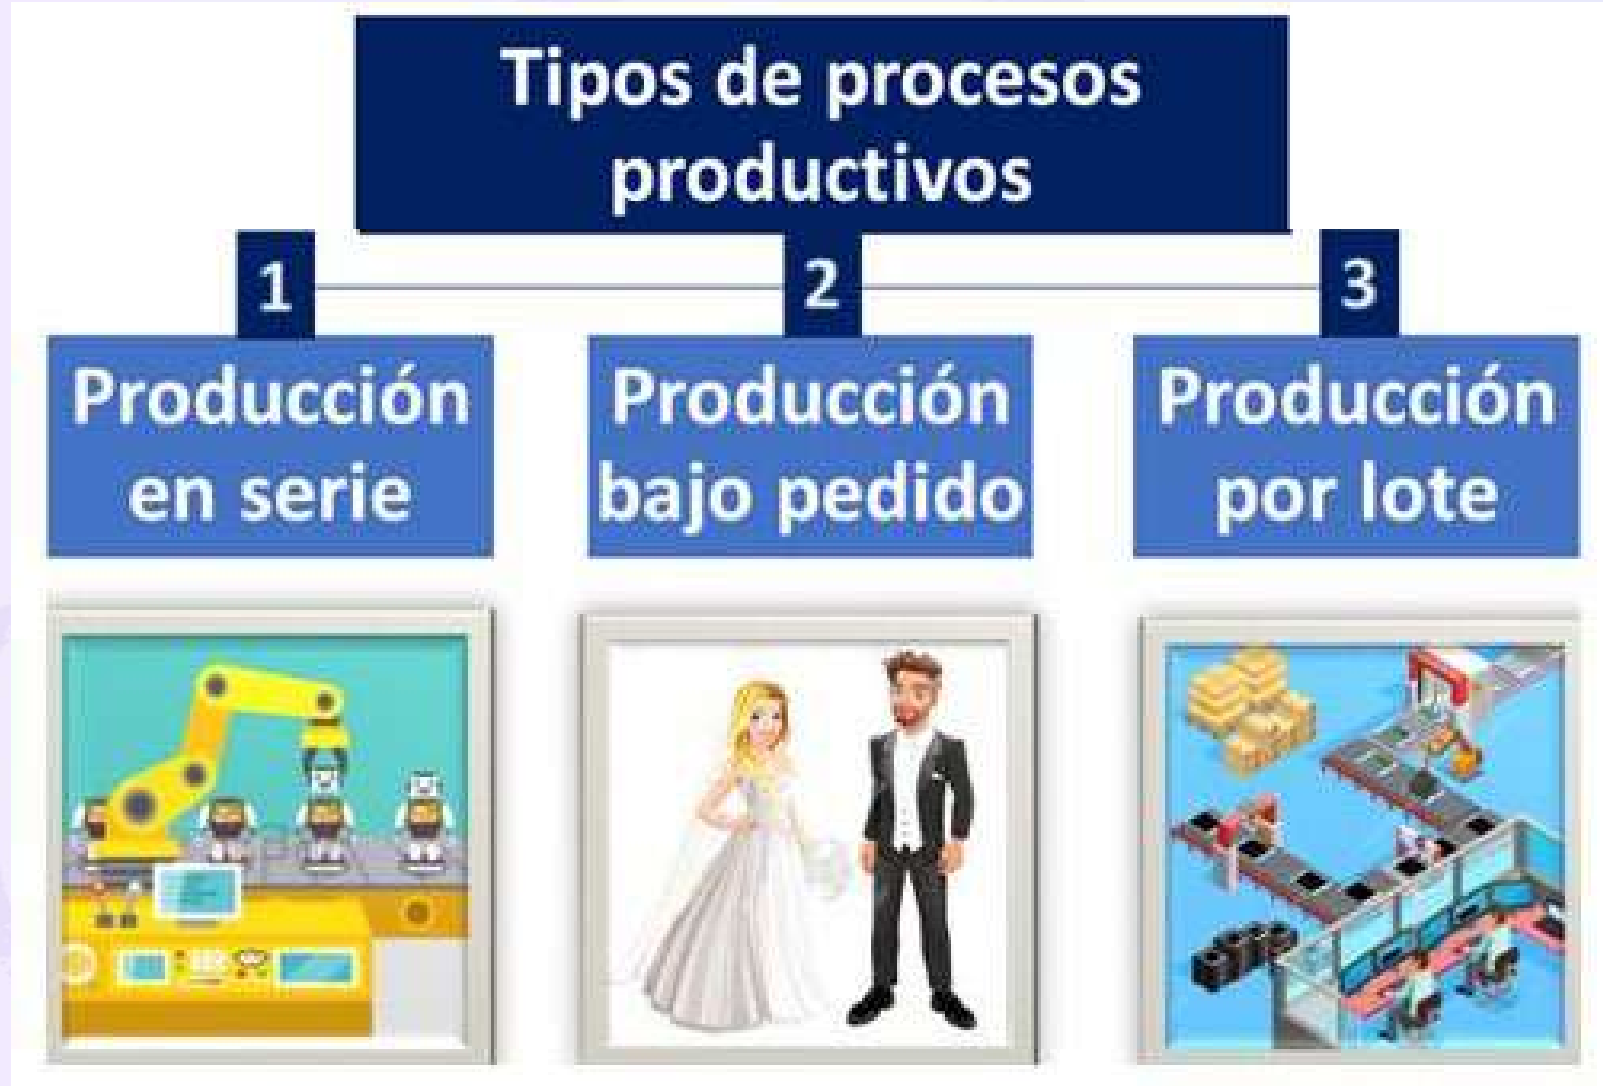 Tipos de procesos
productivos
1
2
3
Producción
en serie
Producción
bajo pedido
Producción
por lote